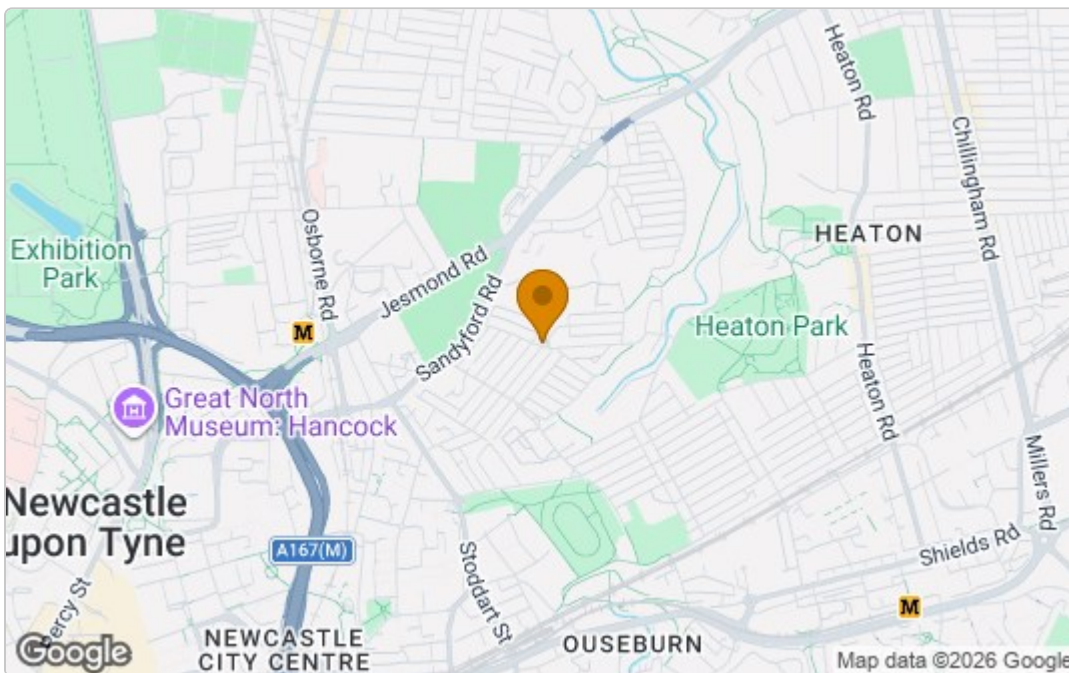 Heaton Rd
Chillingham Rd
Exhibition
Park
Osborne Rd
Jesmond Rd
HEATON
Sandyford Rd
M
Heaton Park
Great North
Museum: Hancock
Heaton Rd
Millers Rd
Newcastle
upon Tyne
A167(M)
Stoddart St
Shields Rd
M
Percy St
NEWCASTLE
CITY CENTRE
OUSEBURN
Google
Map data ©2026 Google